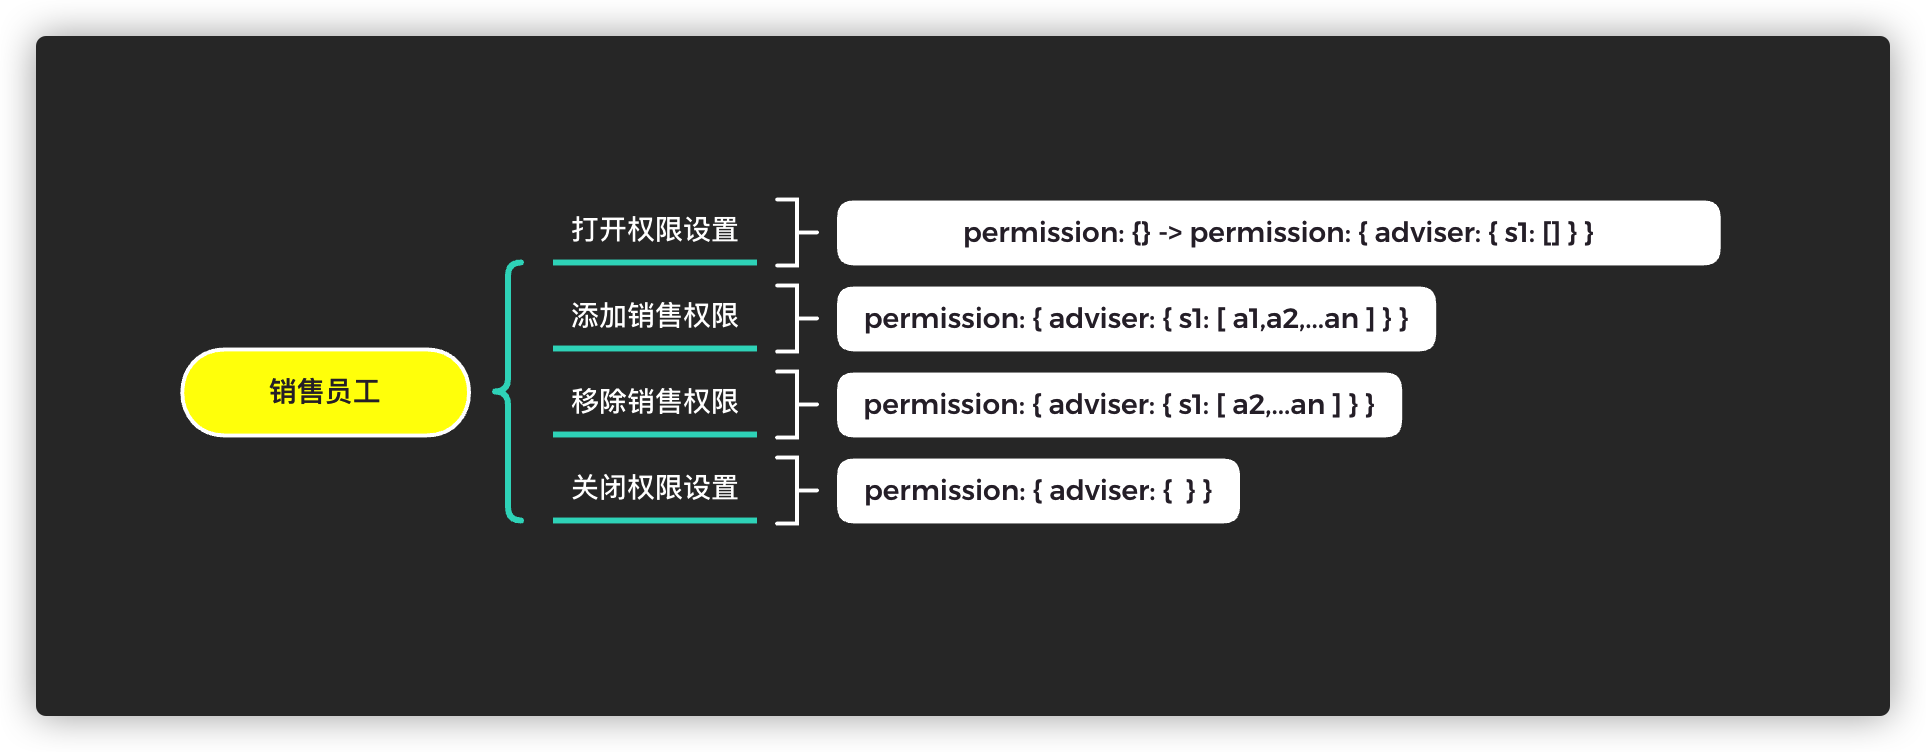 销售员工
打开权限设置
permission: {} -> permission: { adviser: { s1: [] } }
添加销售权限
permission: { adviser: { s1: [ a1,a2,...an ] } }
移除销售权限
permission: { adviser: { s1: [ a2,...an ] } }
关闭权限设置
permission: { adviser: {  } }